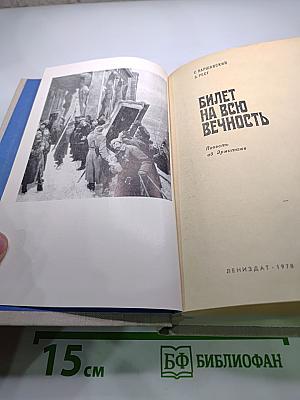 С. ВАРШАВСКИЙ
Б. РЕСТ
БИЛЕТ
НА ВСЮ
ВЕЧНОСТЬ
Повесть
об Эрмитаже
ЛЕНИЗДАТ · 1978
15 СМ
БФ БИБЛИОФАН